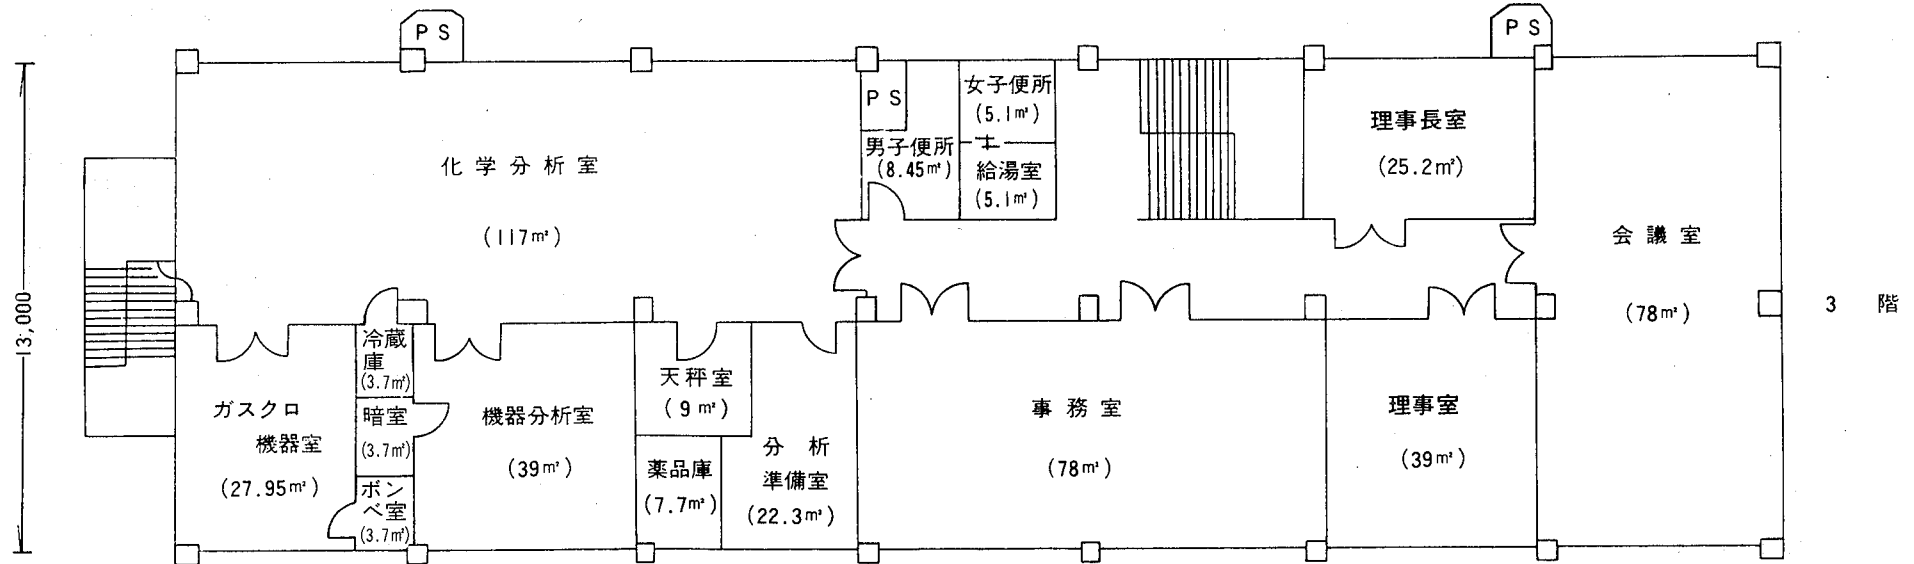 P S
P S
13,000
化学分析室
(117㎡)
P S
男子便所
(8.45㎡)
女子便所
(5.1㎡)
給湯室
(5.1㎡)
理事長室
(25.2㎡)
会議室
(78㎡)
3 階
ガスクロ
機器室
(27.95㎡)
冷蔵
庫
(3.7㎡)
暗室
(3.7㎡)
ボン
ベ室
(3.7㎡)
機器分析室
(39㎡)
天秤室
(9㎡)
薬品庫
(7.7㎡)
分析
準備室
(22.3㎡)
事務室
(78㎡)
理事室
(39㎡)